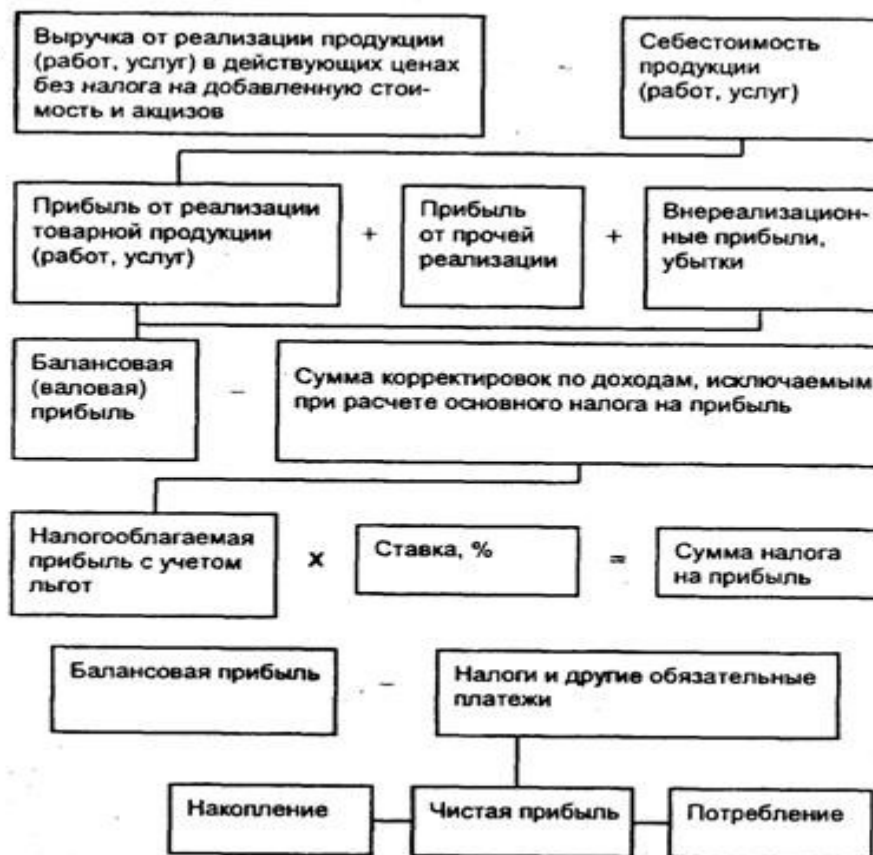 Выручка от реализации продукции
(работ, услуг) в действующих ценах
без налога на добавленную стои-
мость и акцизов
-
Себестоимость
продукции
(работ, услуг)
Прибыль от реализации
товарной продукции
(работ, услуг)
+
Прибыль
от прочей
реализации
+
Внереализацион-
ные прибыли,
убытки
Балансовая
(валовая)
прибыль
–
Сумма корректировок по доходам, исключаемым
при расчете основного налога на прибыль
Налогооблагаемая
прибыль с учетом
льгот
х
Ставка, %
=
Сумма налога
на прибыль
Балансовая прибыль
–
Налоги и другие обязательные
платежи
Накопление
Чистая прибыль
Потребление